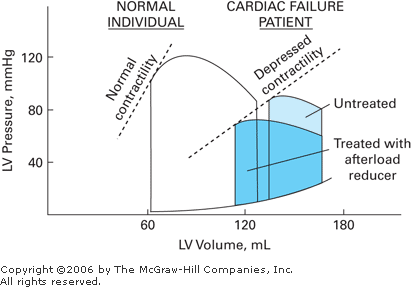 NORMAL
INDIVIDUAL
CARDIAC FAILURE
PATIENT
LV Pressure, mmHg
120
80
40
Normal
contractility
Depressed
contractility
Untreated
Treated with
afterload
reducer
60
120
180
LV Volume, mL
Copyright ©2006 by The McGraw-Hill Companies, Inc.
All rights reserved.